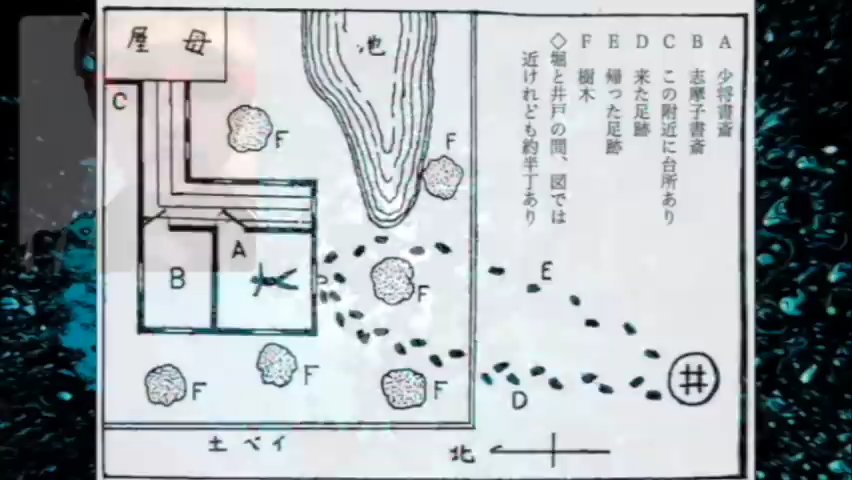 A 少将書斎
B 志摩子書斎
C この附近に台所あり
D 来た足跡
E 帰った足跡
F 樹木
◇堀と井戸の間、図では
近けれども約半丁あり
母屋
池
C
F
F
A
B
F
E
F
F
F
D
井
土べイ
北